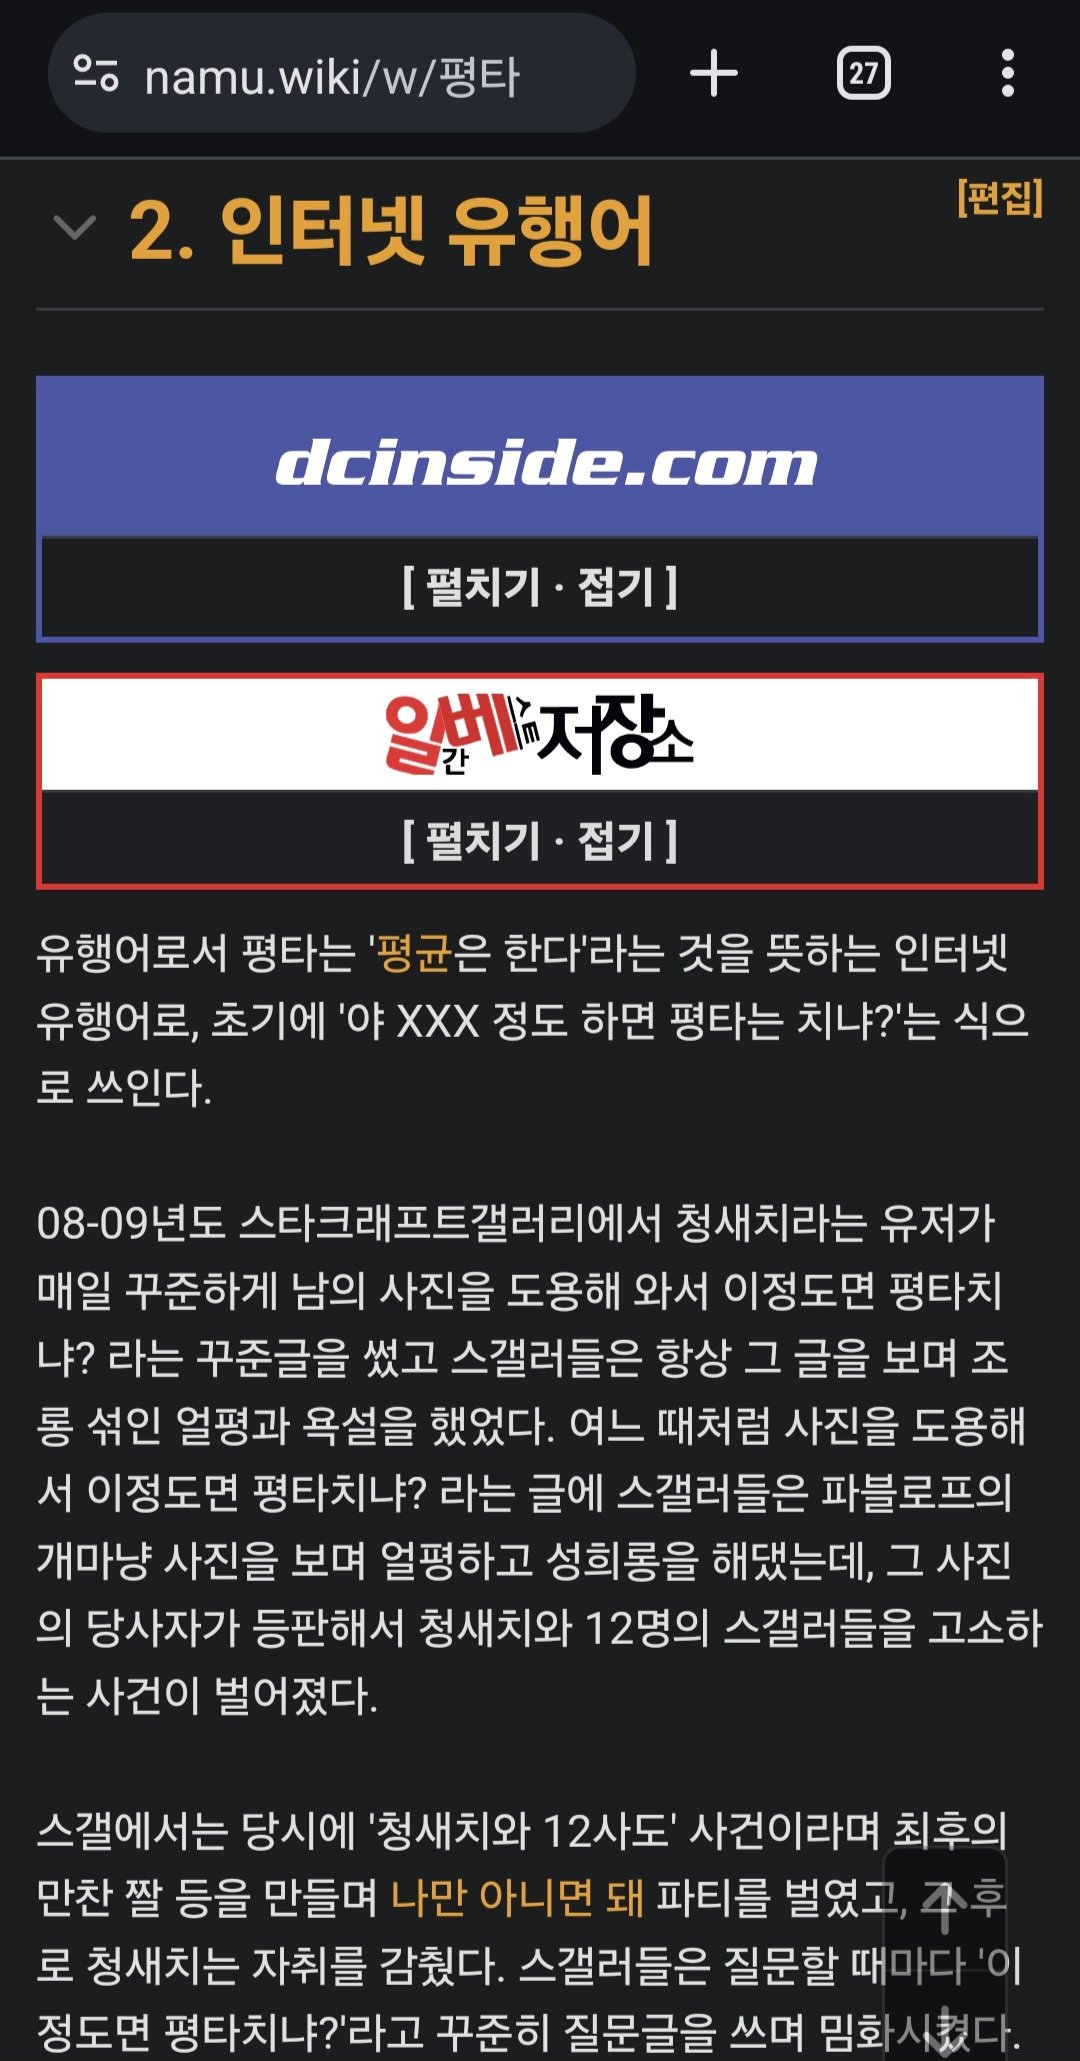 namu.wiki/w/평타
27
2. 인터넷 유행어
[편집]
dcinside.com
[ 펼치기 · 접기 ]
일간베스트저장소
[ 펼치기 · 접기 ]
유행어로서 평타는 '평균은 한다'라는 것을 뜻하는 인터넷
유행어로, 초기에 '야 XXX 정도 하면 평타는 치냐?'는 식으
로 쓰인다.
08-09년도 스타크래프트갤러리에서 청새치라는 유저가
매일 꾸준하게 남의 사진을 도용해 와서 이정도면 평타치
냐? 라는 꾸준글을 썼고 스갤러들은 항상 그 글을 보며 조
롱 섞인 얼평과 욕설을 했었다. 여느 때처럼 사진을 도용해
서 이정도면 평타치냐? 라는 글에 스갤러들은 파블로프의
개마냥 사진을 보며 얼평하고 성희롱을 해댔는데, 그 사진
의 당사자가 등판해서 청새치와 12명의 스갤러들을 고소하
는 사건이 벌어졌다.
스갤에서는 당시에 '청새치와 12사도' 사건이라며 최후의
만찬 짤 등을 만들며 나만 아니면 돼 파티를 벌였고, 그 후
로 청새치는 자취를 감췄다. 스갤러들은 질문할 때마다 '이
정도면 평타치냐?'라고 꾸준히 질문글을 쓰며 밈화시켰다.